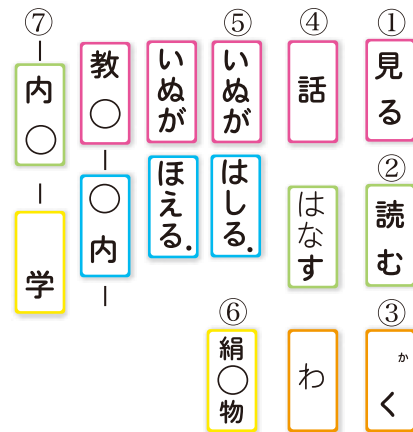 ①
見る
②
読む
③
か
く
④
話
はなす
わ
⑤
いぬが
はしる.
いぬが
ほえる.
⑥
絹○物
教○
○内
⑦
内○
学